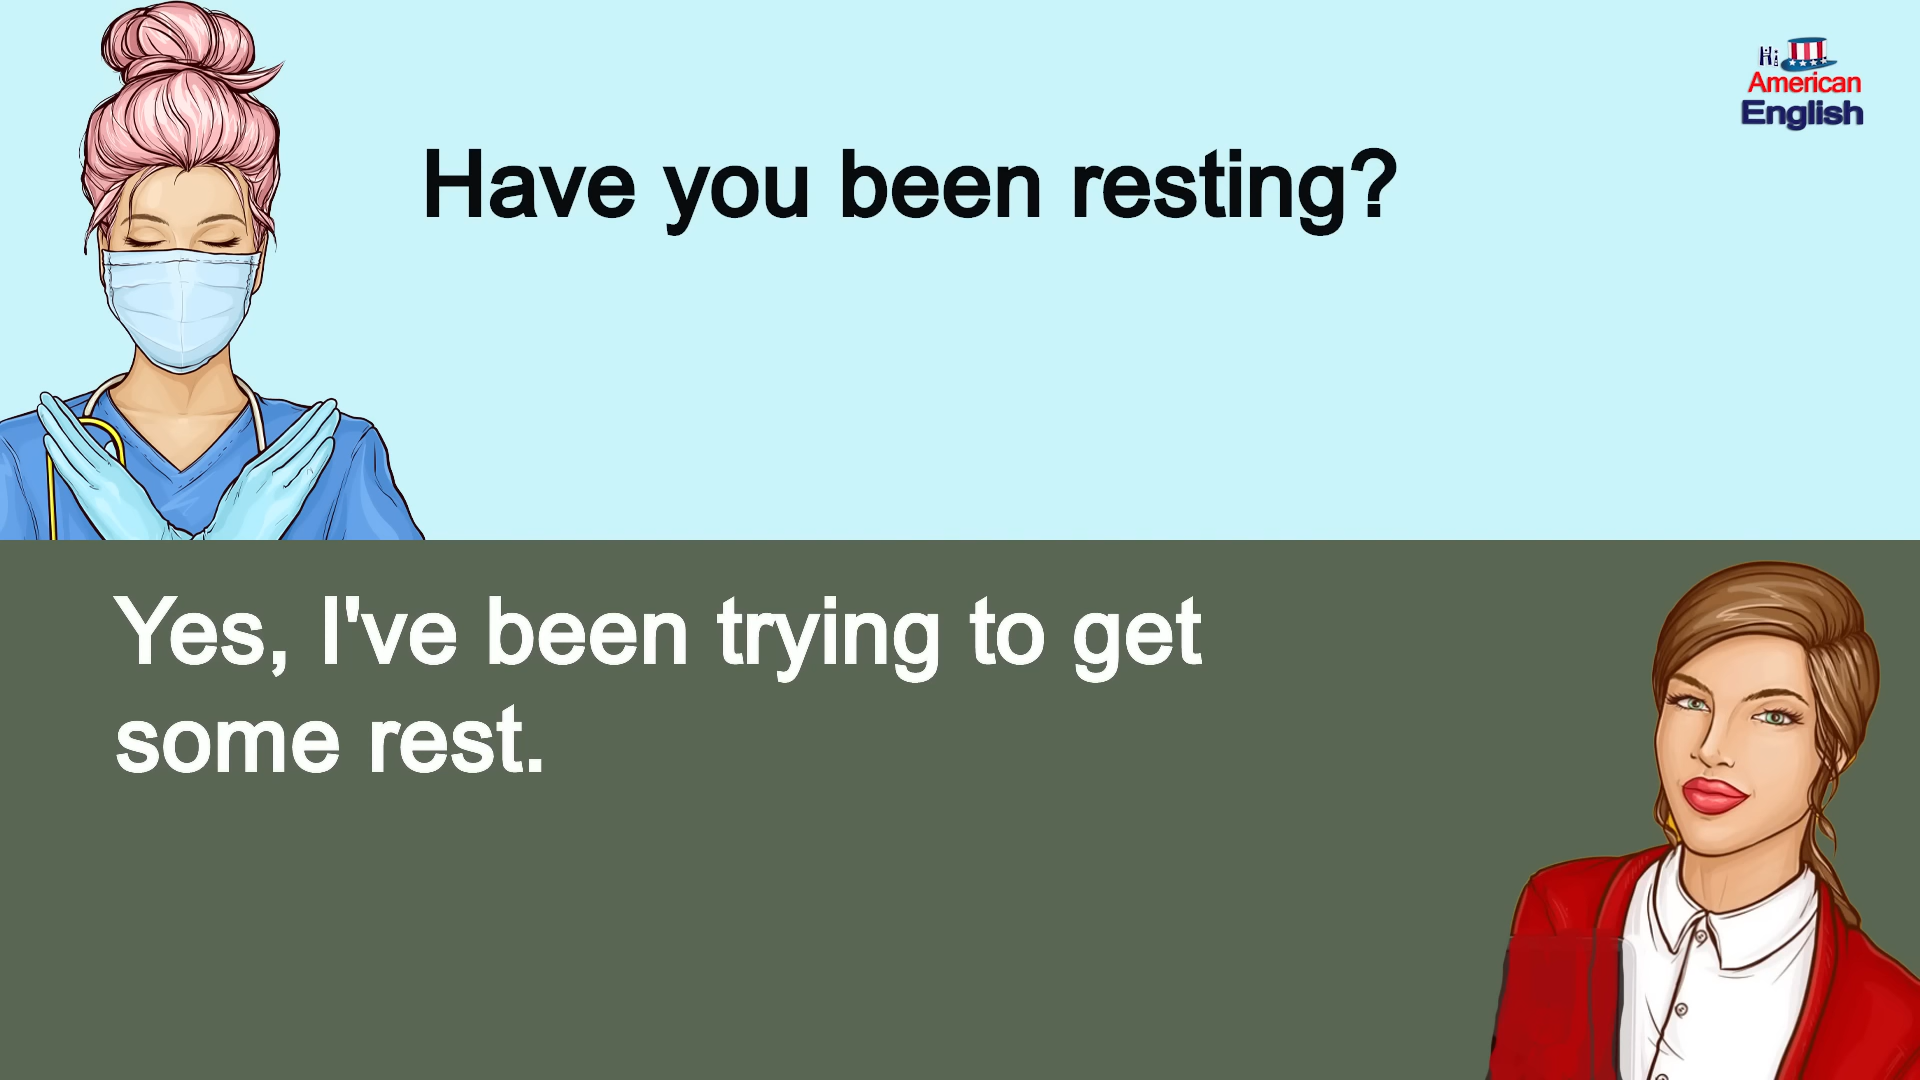 Hi
American
English
Have you been resting?
Yes, I've been trying to get
some rest.